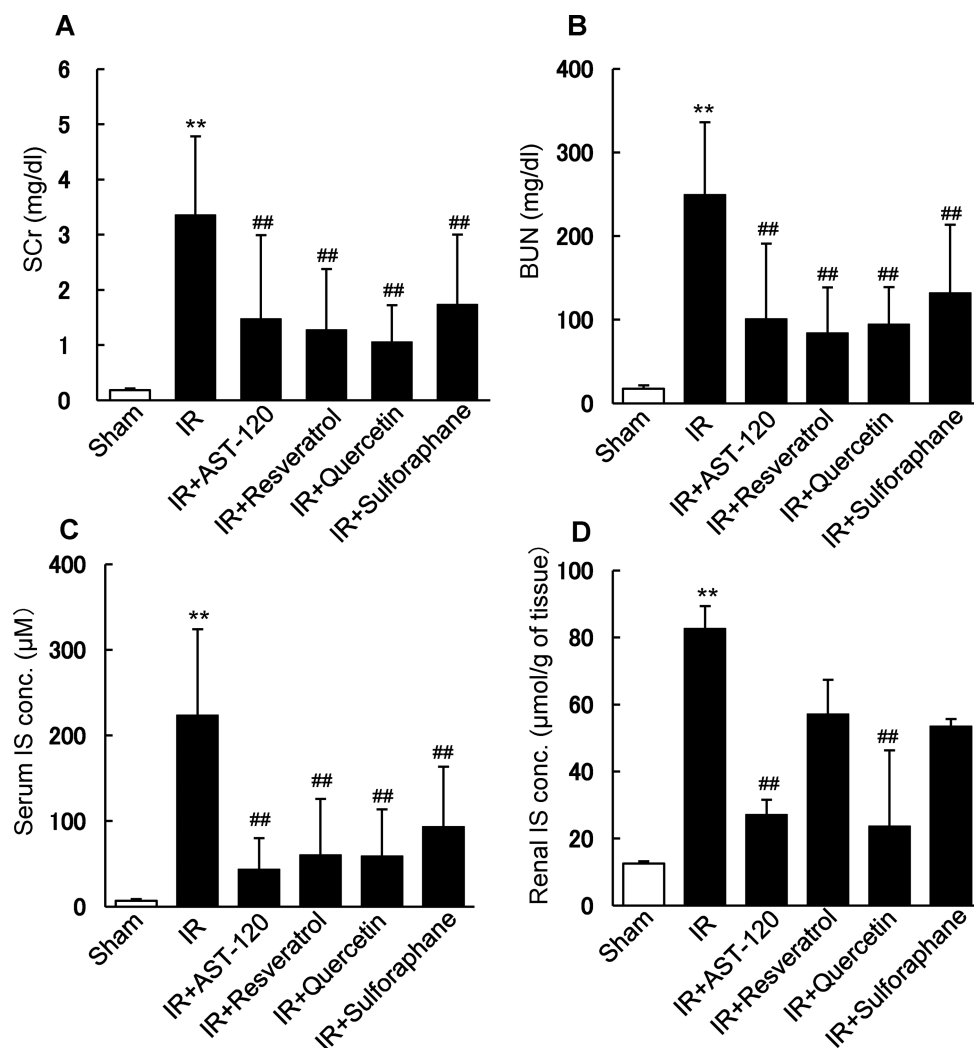 A
SCr (mg/dl)
6
5
4
3
2
1
0
**
##
##
##
##
Sham
IR
IR+AST-120
IR+Resveratrol
IR+Quercetin
IR+Sulforaphane
B
BUN (mg/dl)
400
300
200
100
0
**
##
##
##
##
Sham
IR
IR+AST-120
IR+Resveratrol
IR+Quercetin
IR+Sulforaphane
C
Serum IS conc. (μM)
400
300
200
100
0
**
##
##
##
##
Sham
IR
IR+AST-120
IR+Resveratrol
IR+Quercetin
IR+Sulforaphane
D
Renal IS conc. (μmol/g of tissue)
100
80
60
40
20
0
**
##
##
Sham
IR
IR+AST-120
IR+Resveratrol
IR+Quercetin
IR+Sulforaphane